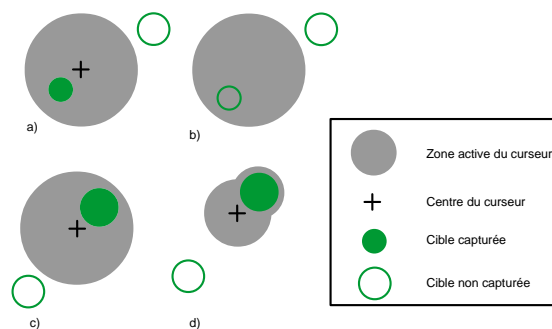 a)
b)
c)
d)
Zone active du curseur
Centre du curseur
Cible capturée
Cible non capturée